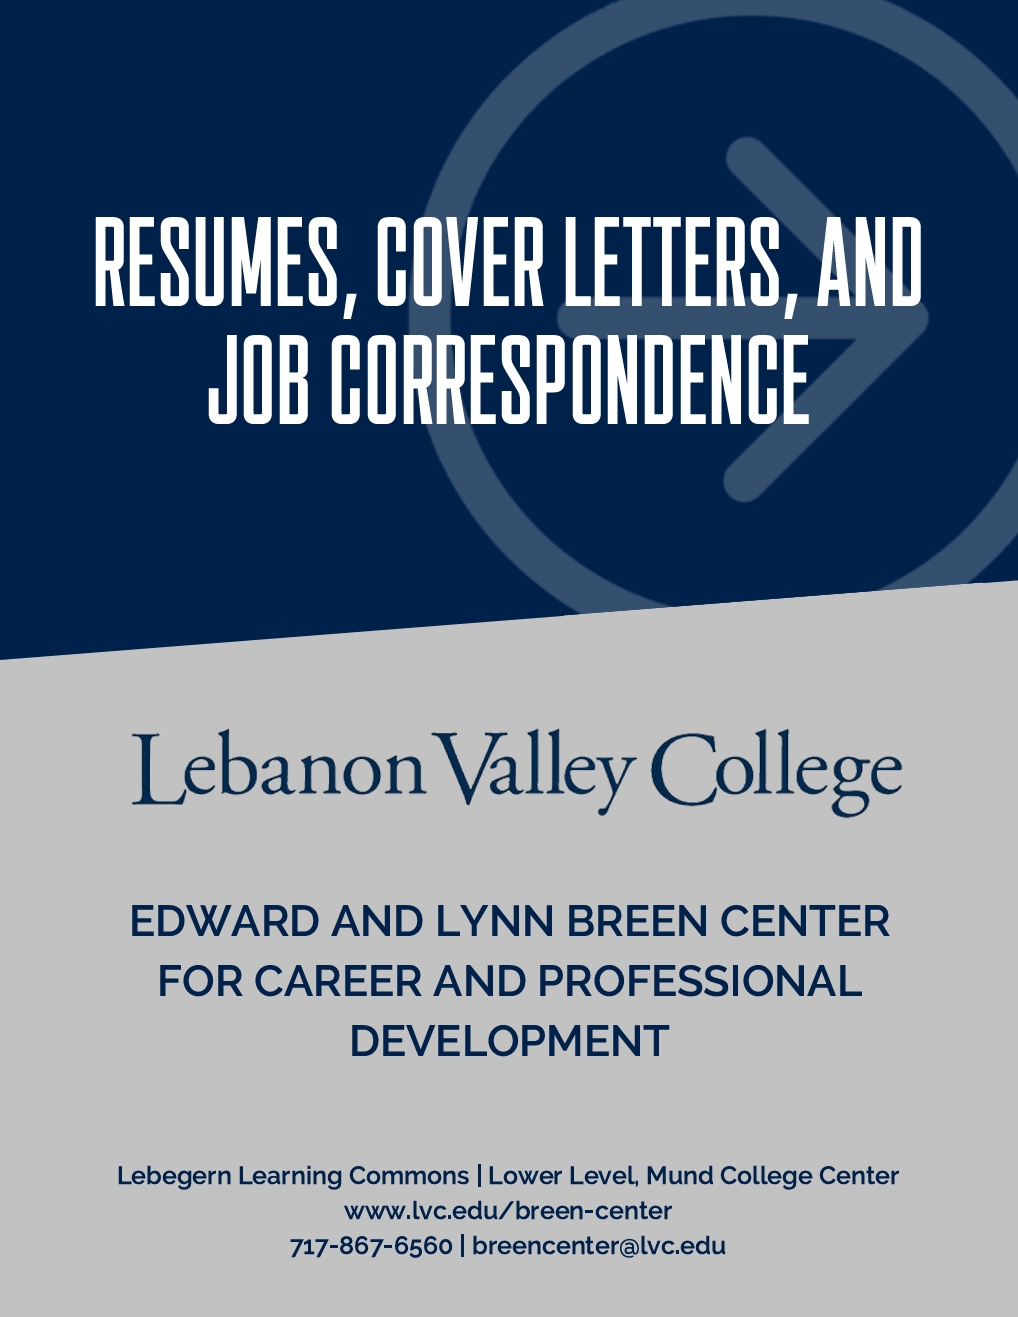 RESUMES, COVER LETTERS, AND
JOB CORRESPONDENCE
Lebanon Valley College
EDWARD AND LYNN BREEN CENTER
FOR CAREER AND PROFESSIONAL
DEVELOPMENT
Lebegern Learning Commons | Lower Level, Mund College Center
www.lvc.edu/breen-center
717-867-6560 | breencenter@lvc.edu